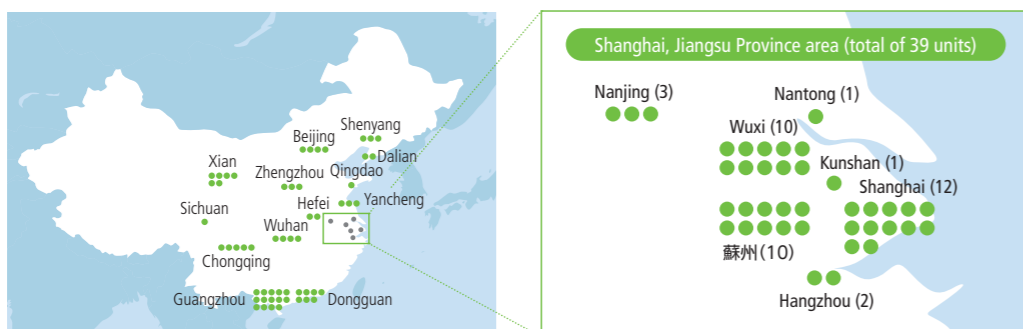 Shenyang
Beijing
Dalian
Xian
Zhengzhou
Qingdao
Sichuan
Hefei
Yancheng
Wuhan
Chongqing
Guangzhou
Dongguan
Shanghai, Jiangsu Province area (total of 39 units)
Nanjing (3)
Nantong (1)
Wuxi (10)
Kunshan (1)
Shanghai (12)
蘇州(10)
Hangzhou (2)